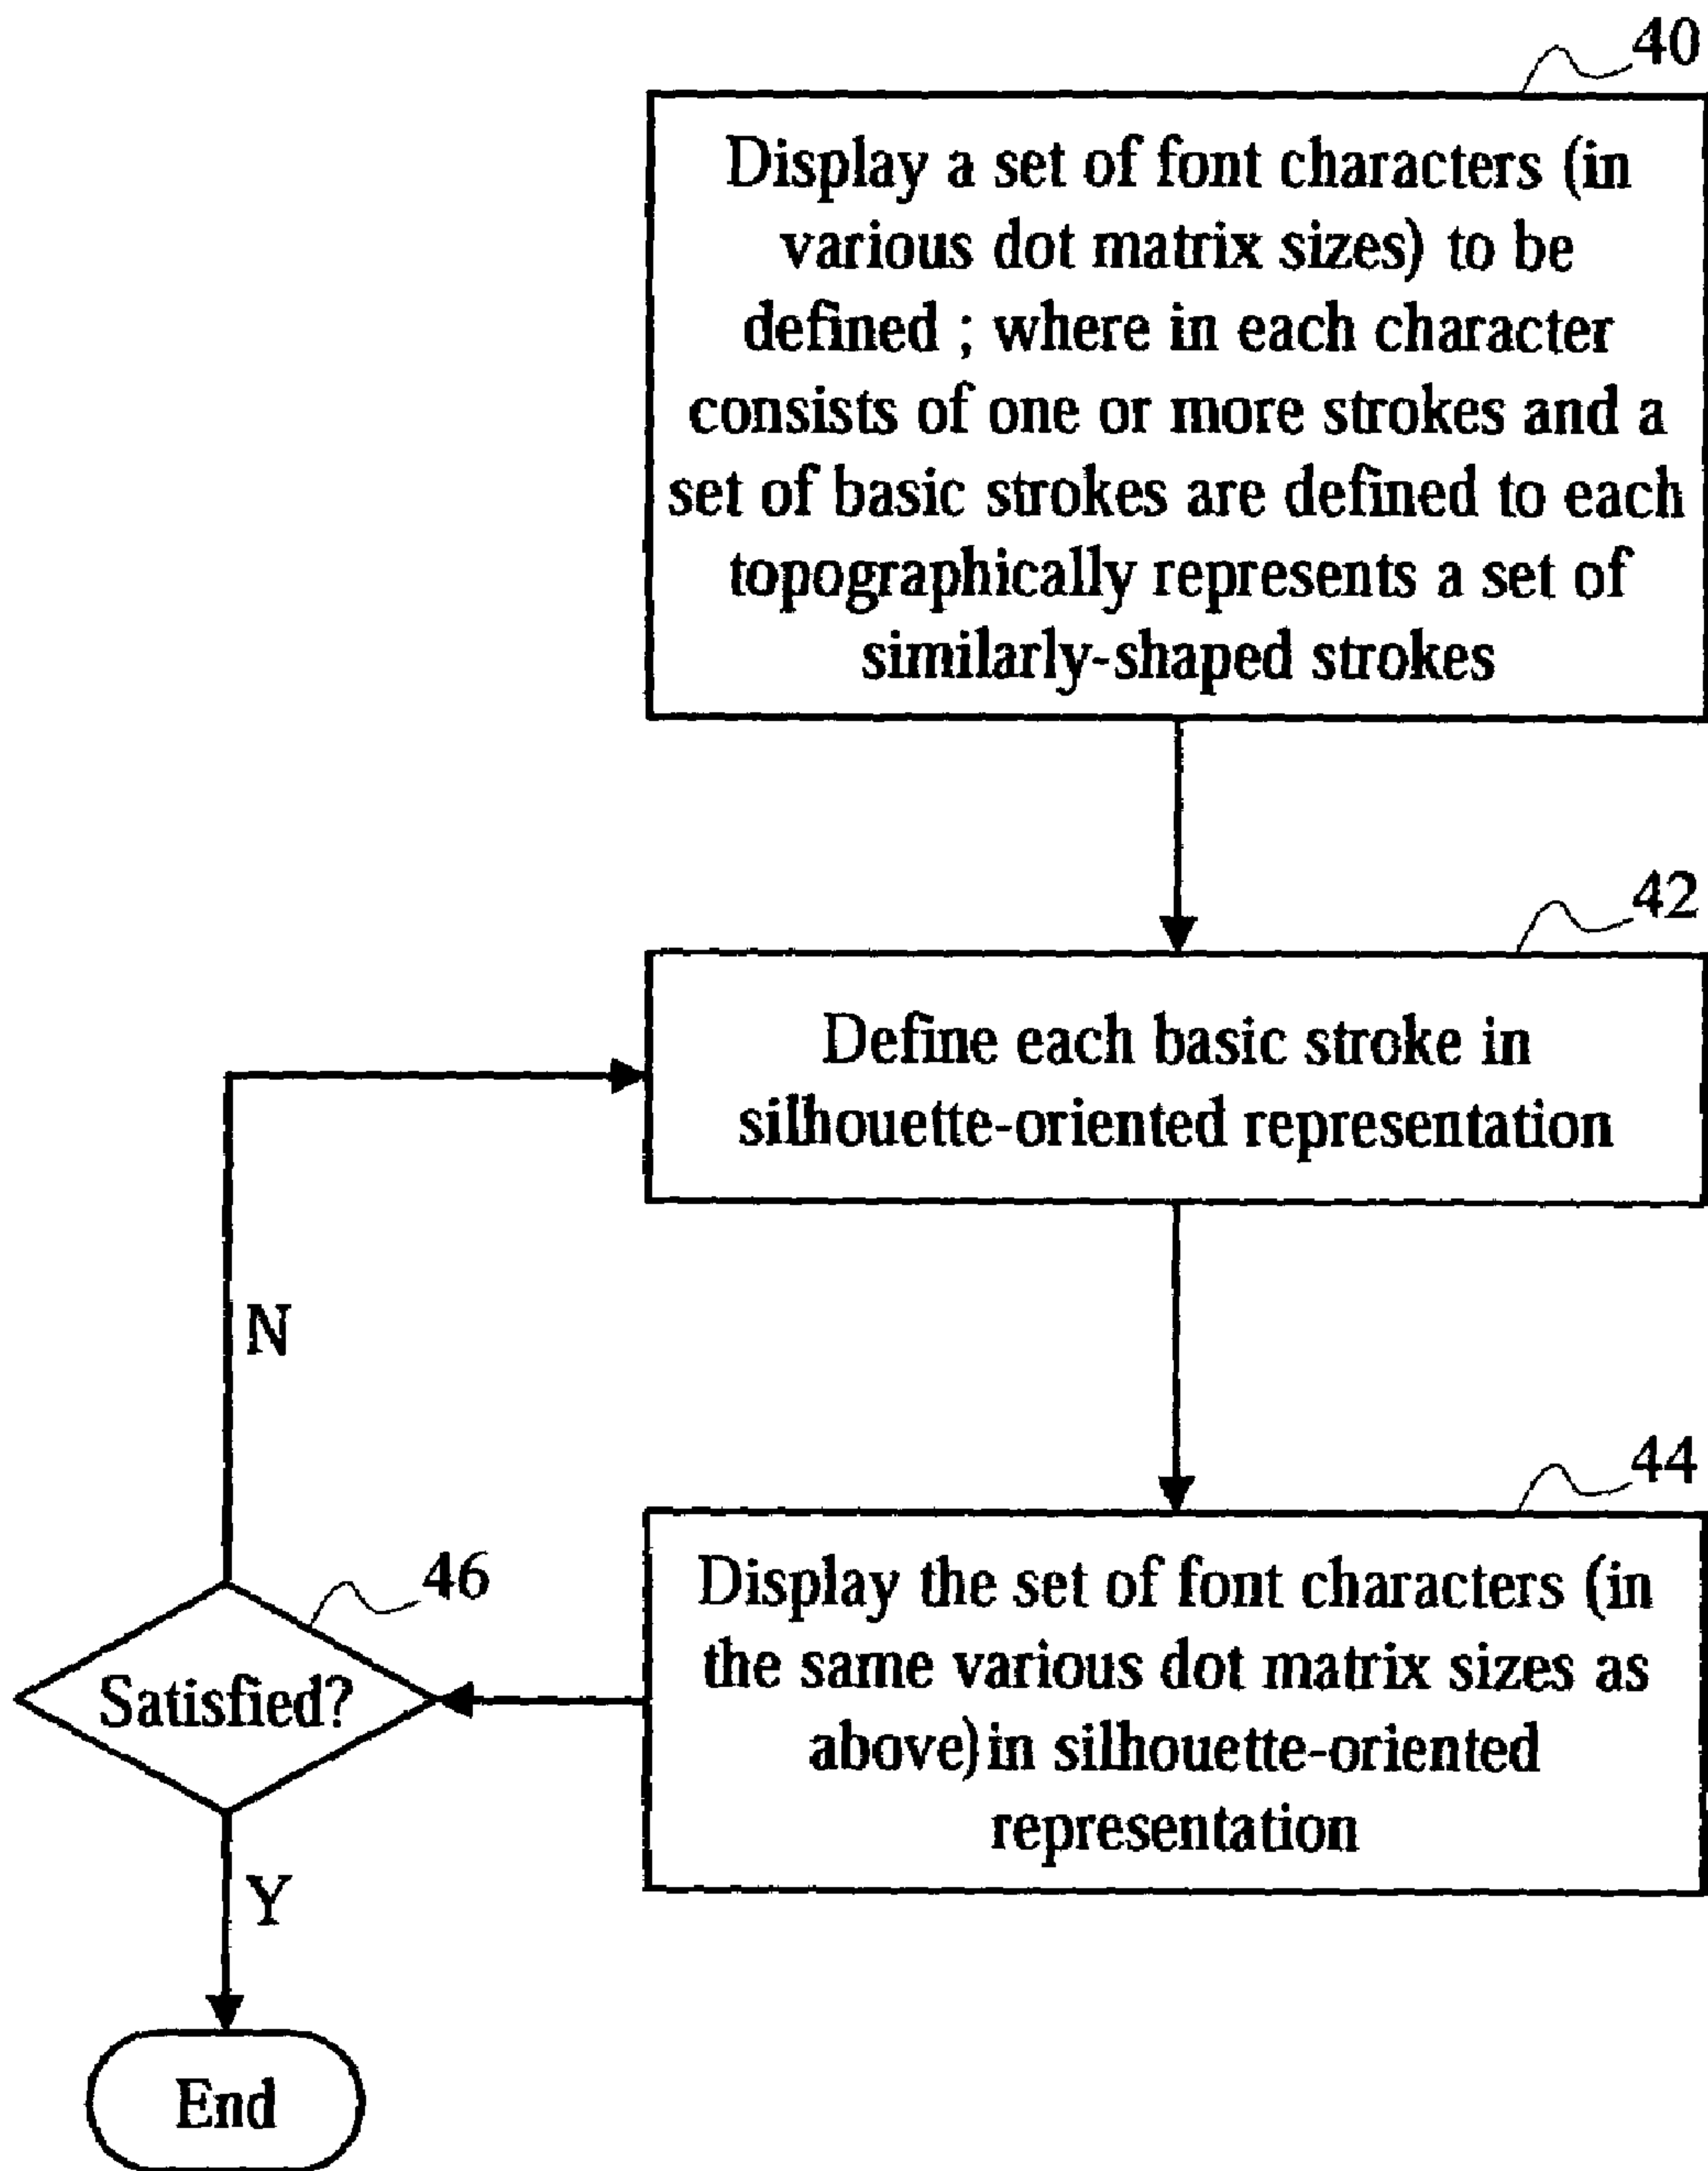 40
Display a set of font characters (in
various dot matrix sizes) to be
defined ; where in each character
consists of one or more strokes and a
set of basic strokes are defined to each
topographically represents a set of
similarly-shaped strokes
42
Define each basic stroke in
silhouette-oriented representation
N
44
Display the set of font characters (in
the same various dot matrix sizes as
above)in silhouette-oriented
representation
46
Satisfied?
Y
End